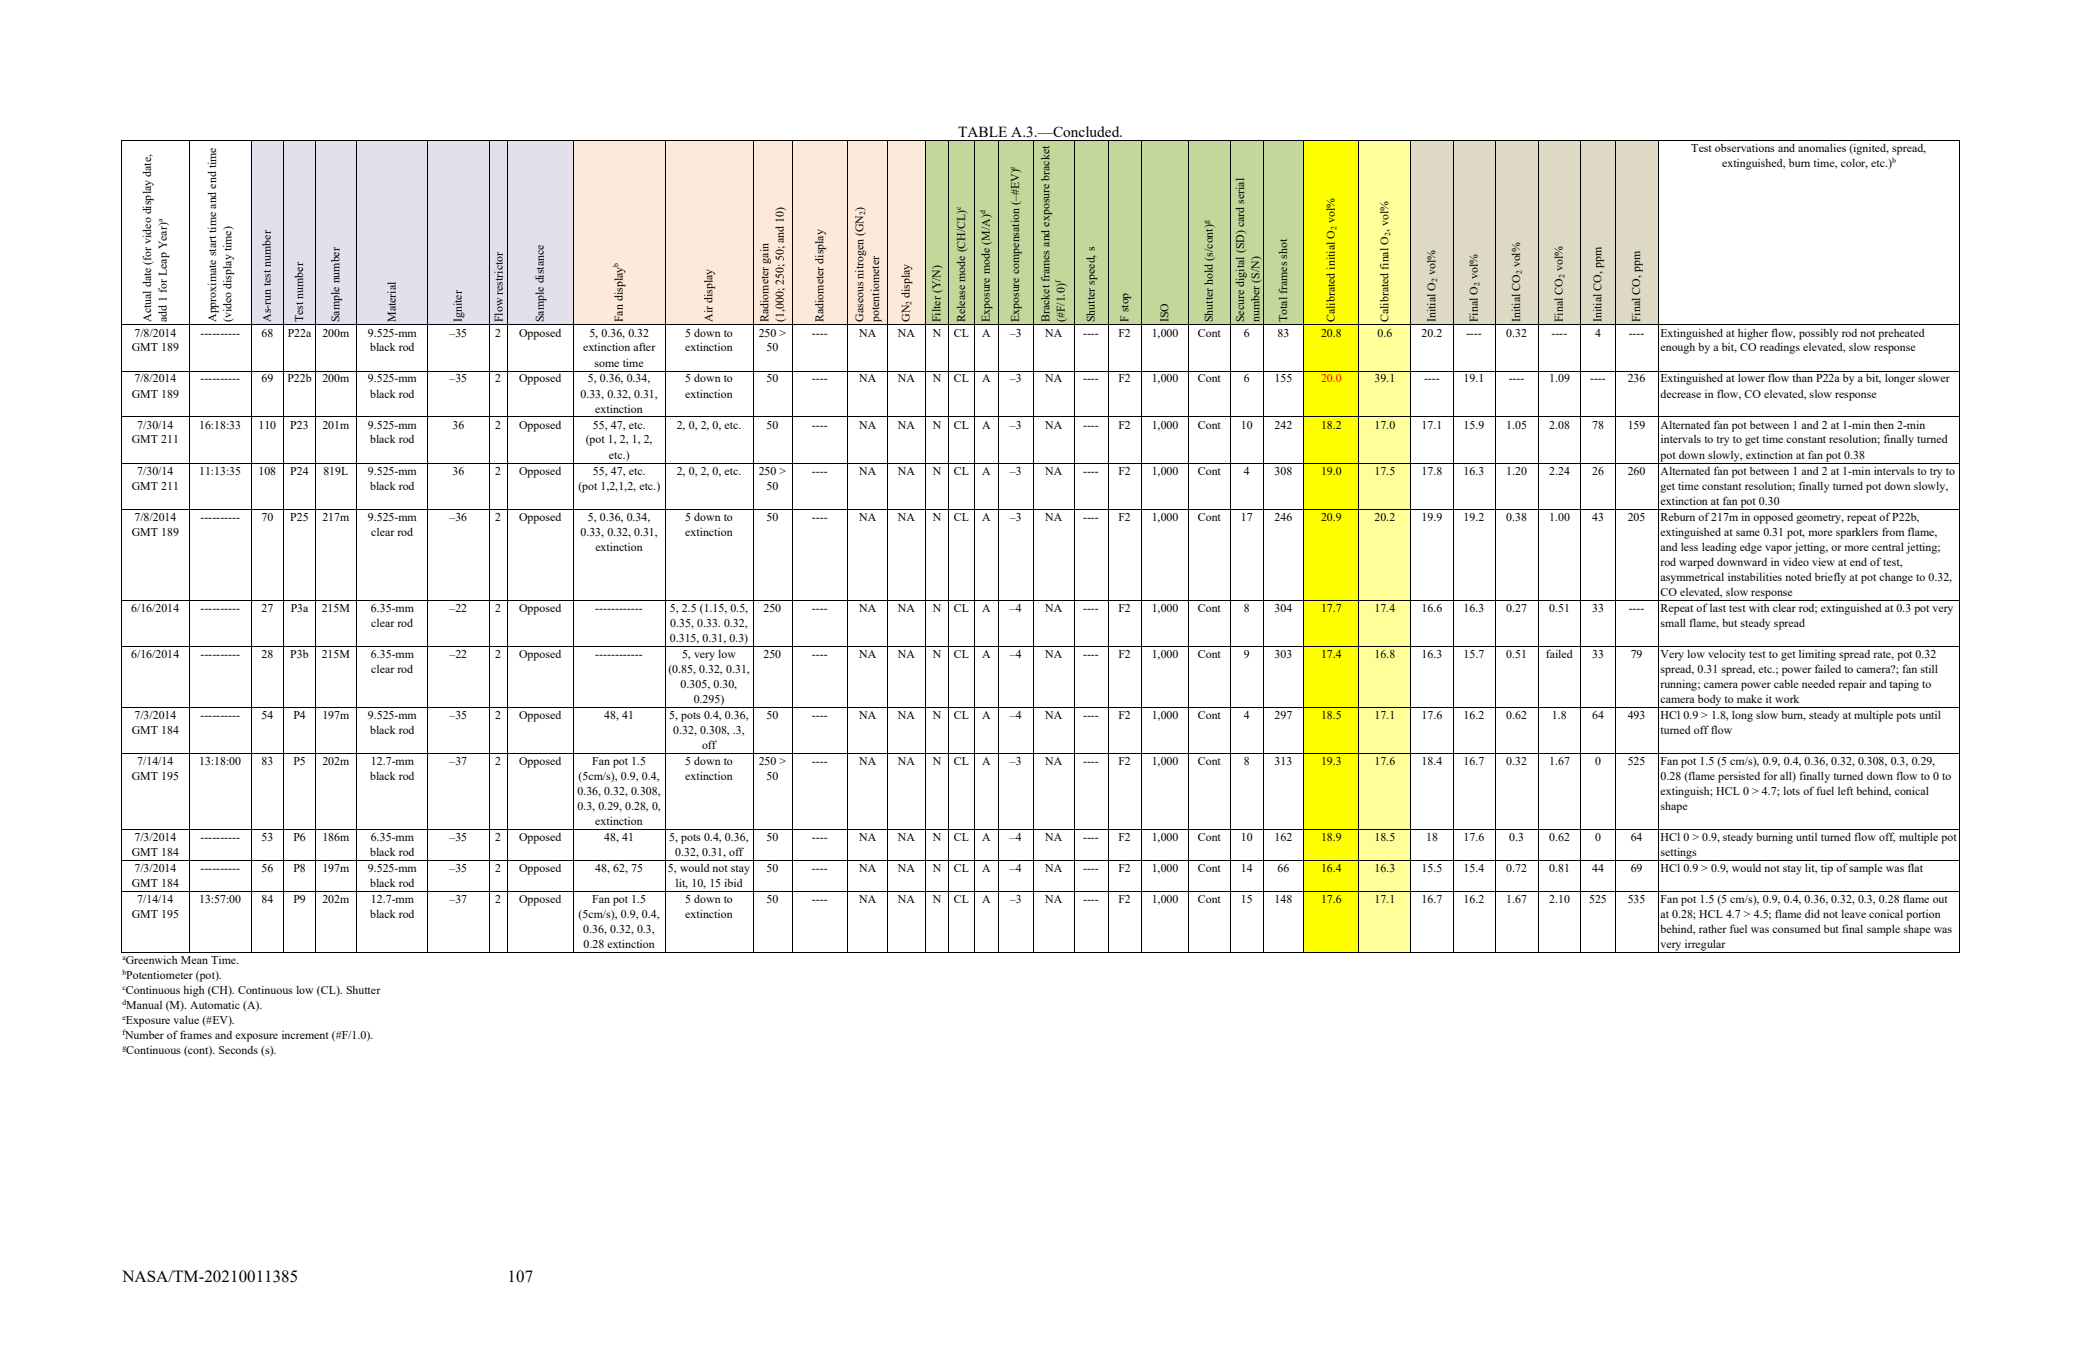 TABLE A.3.—Concluded.
Actual date (for video display date, add 1 for Leap Year)ᵃ
Approximate start time and end time (video display time)
As-run test number
Test number
Sample number
Material
Igniter
Flow restrictor
Sample distance
Fan displayᵇ
Air display
Radiometer gain (1,000; 250; 50; and 10)
Radiometer display
Gaseous nitrogen (GN₂) potentiometer
GN₂ display
Filter (Y/N)
Release mode (CH/CL)ᶜ
Exposure mode (M/A)ᵈ
Exposure compensation (–#EV)ᵉ
Bracket frames and exposure bracket (#F/1.0)ᶠ
Shutter speed, s
F stop
ISO
Shutter hold (s/cont)ᵍ
Secure digital (SD) card serial number (S/N)
Total frames shot
Calibrated initial O₂ vol%
Calibrated final O₂, vol%
Initial O₂ vol%
Final O₂ vol%
Initial CO₂ vol%
Final CO₂ vol%
Initial CO, ppm
Final CO, ppm
Test observations and anomalies (ignited, spread, extinguished, burn time, color, etc.)ᵇ
7/8/2014 GMT 189 ---------- 68 P22a 200m 9.525-mm black rod –35 2 Opposed 5, 0.36, 0.32 extinction after some time 5 down to extinction 250 > 50 ---- NA NA N CL A –3 NA ---- F2 1,000 Cont 6 83 20.8 0.6 20.2 ---- 0.32 ---- 4 ---- Extinguished at higher flow, possibly rod not preheated enough by a bit, CO readings elevated, slow response
7/8/2014 GMT 189 ---------- 69 P22b 200m 9.525-mm black rod –35 2 Opposed 5, 0.36, 0.34, 0.33, 0.32, 0.31, extinction 5 down to extinction 50 ---- NA NA N CL A –3 NA ---- F2 1,000 Cont 6 155 20.0 39.1 ---- 19.1 ---- 1.09 ---- 236 Extinguished at lower flow than P22a by a bit, longer slower decrease in flow, CO elevated, slow response
7/30/14 GMT 211 16:18:33 110 P23 201m 9.525-mm black rod 36 2 Opposed 55, 47, etc. (pot 1, 2, 1, 2, etc.) 2, 0, 2, 0, etc. 50 ---- NA NA N CL A –3 NA ---- F2 1,000 Cont 10 242 18.2 17.0 17.1 15.9 1.05 2.08 78 159 Alternated fan pot between 1 and 2 at 1-min then 2-min intervals to try to get time constant resolution; finally turned pot down slowly, extinction at fan pot 0.38
7/30/14 GMT 211 11:13:35 108 P24 819L 9.525-mm black rod 36 2 Opposed 55, 47, etc. (pot 1,2,1,2, etc.) 2, 0, 2, 0, etc. 250 > 50 ---- NA NA N CL A –3 NA ---- F2 1,000 Cont 4 308 19.0 17.5 17.8 16.3 1.20 2.24 26 260 Alternated fan pot between 1 and 2 at 1-min intervals to try to get time constant resolution; finally turned pot down slowly, extinction at fan pot 0.30
7/8/2014 GMT 189 ---------- 70 P25 217m 9.525-mm clear rod –36 2 Opposed 5, 0.36, 0.34, 0.33, 0.32, 0.31, extinction 5 down to extinction 50 ---- NA NA N CL A –3 NA ---- F2 1,000 Cont 17 246 20.9 20.2 19.9 19.2 0.38 1.00 43 205 Reburn of 217m in opposed geometry, repeat of P22b, extinguished at same 0.31 pot, more sparklers from flame, and less leading edge vapor jetting, or more central jetting; rod warped downward in video view at end of test, asymmetrical instabilities noted briefly at pot change to 0.32, CO elevated, slow response
6/16/2014 ---------- 27 P3a 215M 6.35-mm clear rod –22 2 Opposed ------------ 5, 2.5 (1.15, 0.5, 0.35, 0.33. 0.32, 0.315, 0.31, 0.3) 250 ---- NA NA N CL A –4 NA ---- F2 1,000 Cont 8 304 17.7 17.4 16.6 16.3 0.27 0.51 33 ---- Repeat of last test with clear rod; extinguished at 0.3 pot very small flame, but steady spread
6/16/2014 ---------- 28 P3b 215M 6.35-mm clear rod –22 2 Opposed ------------ 5, very low (0.85, 0.32, 0.31, 0.305, 0.30, 0.295) 250 ---- NA NA N CL A –4 NA ---- F2 1,000 Cont 9 303 17.4 16.8 16.3 15.7 0.51 failed 33 79 Very low velocity test to get limiting spread rate, pot 0.32 spread, 0.31 spread, etc.; power failed to camera?; fan still running; camera power cable needed repair and taping to camera body to make it work
7/3/2014 GMT 184 ---------- 54 P4 197m 9.525-mm black rod –35 2 Opposed 48, 41 5, pots 0.4, 0.36, 0.32, 0.308, .3, off 50 ---- NA NA N CL A –4 NA ---- F2 1,000 Cont 4 297 18.5 17.1 17.6 16.2 0.62 1.8 64 493 HCl 0.9 > 1.8, long slow burn, steady at multiple pots until turned off flow
7/14/14 GMT 195 13:18:00 83 P5 202m 12.7-mm black rod –37 2 Opposed Fan pot 1.5 (5cm/s), 0.9, 0.4, 0.36, 0.32, 0.308, 0.3, 0.29, 0.28, 0, extinction 5 down to extinction 250 > 50 ---- NA NA N CL A –3 NA ---- F2 1,000 Cont 8 313 19.3 17.6 18.4 16.7 0.32 1.67 0 525 Fan pot 1.5 (5 cm/s), 0.9, 0.4, 0.36, 0.32, 0.308, 0.3, 0.29, 0.28 (flame persisted for all) finally turned down flow to 0 to extinguish; HCL 0 > 4.7; lots of fuel left behind, conical shape
7/3/2014 GMT 184 ---------- 53 P6 186m 6.35-mm black rod –35 2 Opposed 48, 41 5, pots 0.4, 0.36, 0.32, 0.31, off 50 ---- NA NA N CL A –4 NA ---- F2 1,000 Cont 10 162 18.9 18.5 18 17.6 0.3 0.62 0 64 HCl 0 > 0.9, steady burning until turned flow off, multiple pot settings
7/3/2014 GMT 184 ---------- 56 P8 197m 9.525-mm black rod –35 2 Opposed 48, 62, 75 5, would not stay lit, 10, 15 ibid 50 ---- NA NA N CL A –4 NA ---- F2 1,000 Cont 14 66 16.4 16.3 15.5 15.4 0.72 0.81 44 69 HCl 0.9 > 0.9, would not stay lit, tip of sample was flat
7/14/14 GMT 195 13:57:00 84 P9 202m 12.7-mm black rod –37 2 Opposed Fan pot 1.5 (5cm/s), 0.9, 0.4, 0.36, 0.32, 0.3, 0.28 extinction 5 down to extinction 50 ---- NA NA N CL A –3 NA ---- F2 1,000 Cont 15 148 17.6 17.1 16.7 16.2 1.67 2.10 525 535 Fan pot 1.5 (5 cm/s), 0.9, 0.4, 0.36, 0.32, 0.3, 0.28 flame out at 0.28; HCL 4.7 > 4.5; flame did not leave conical portion behind, rather fuel was consumed but final sample shape was very irregular
ᵃGreenwich Mean Time.
ᵇPotentiometer (pot).
ᶜContinuous high (CH). Continuous low (CL). Shutter
ᵈManual (M). Automatic (A).
ᵉExposure value (#EV).
ᶠNumber of frames and exposure increment (#F/1.0).
ᵍContinuous (cont). Seconds (s).
NASA/TM-20210011385 107